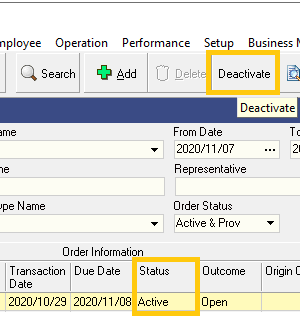 Employee Operation Performance Setup Business
Search Add Delete Deactivate
Deactivate
ame From Date To
2020/11/07 ... 2
me Representative
ype Name Order Status
Active & Prov
Order Information
Transaction Date Due Date Status Outcome Origin
2020/10/29 2020/11/08 Active Open